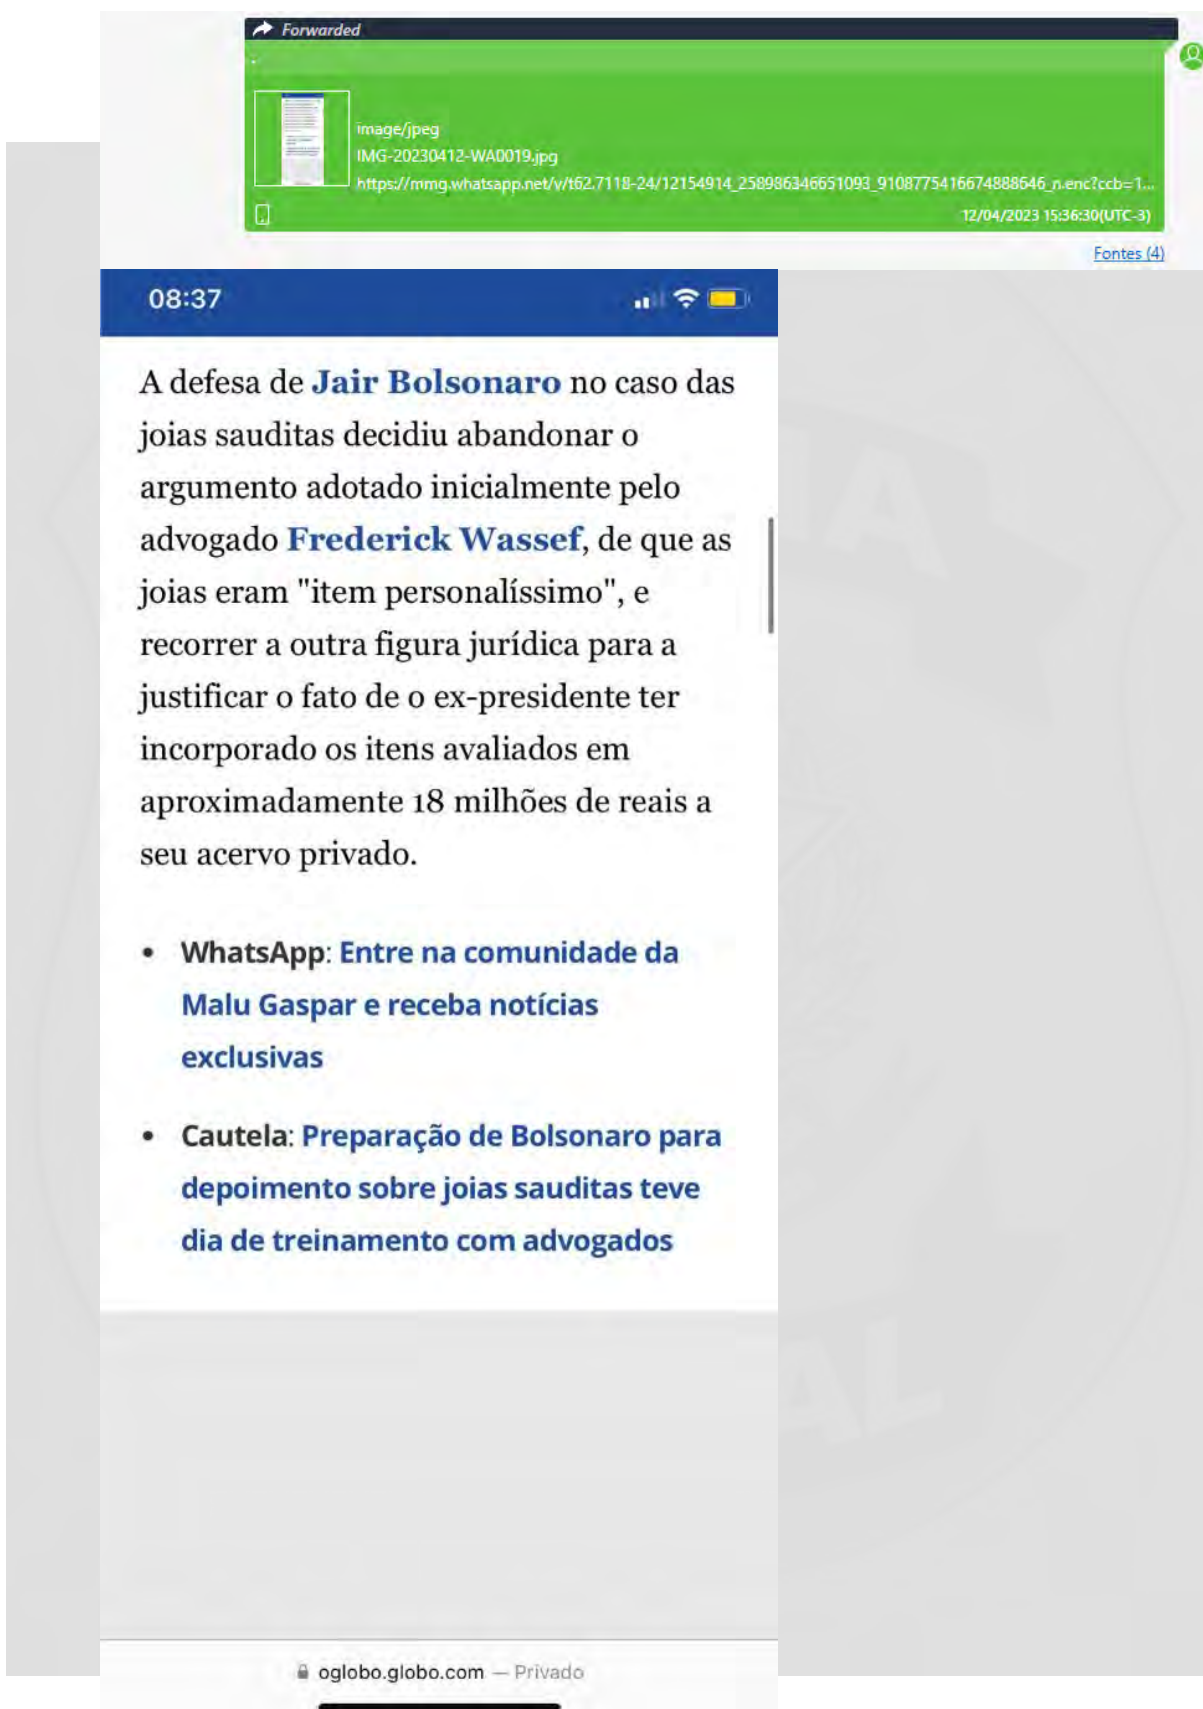 Forwarded
.
image/jpeg
IMG-20230412-WA0019.jpg
https://mmg.whatsapp.net/v/t62.7118-24/12154914_258986346651093_9108775416674888646_n.enc?ccb=1...
12/04/2023 15:36:30(UTC-3)
Fontes (4)
08:37
A defesa de Jair Bolsonaro no caso das
joias sauditas decidiu abandonar o
argumento adotado inicialmente pelo
advogado Frederick Wassef, de que as
joias eram "item personalíssimo", e
recorrer a outra figura jurídica para a
justificar o fato de o ex-presidente ter
incorporado os itens avaliados em
aproximadamente 18 milhões de reais a
seu acervo privado.
• WhatsApp: Entre na comunidade da
Malu Gaspar e receba notícias
exclusivas
• Cautela: Preparação de Bolsonaro para
depoimento sobre joias sauditas teve
dia de treinamento com advogados
oglobo.globo.com — Privado